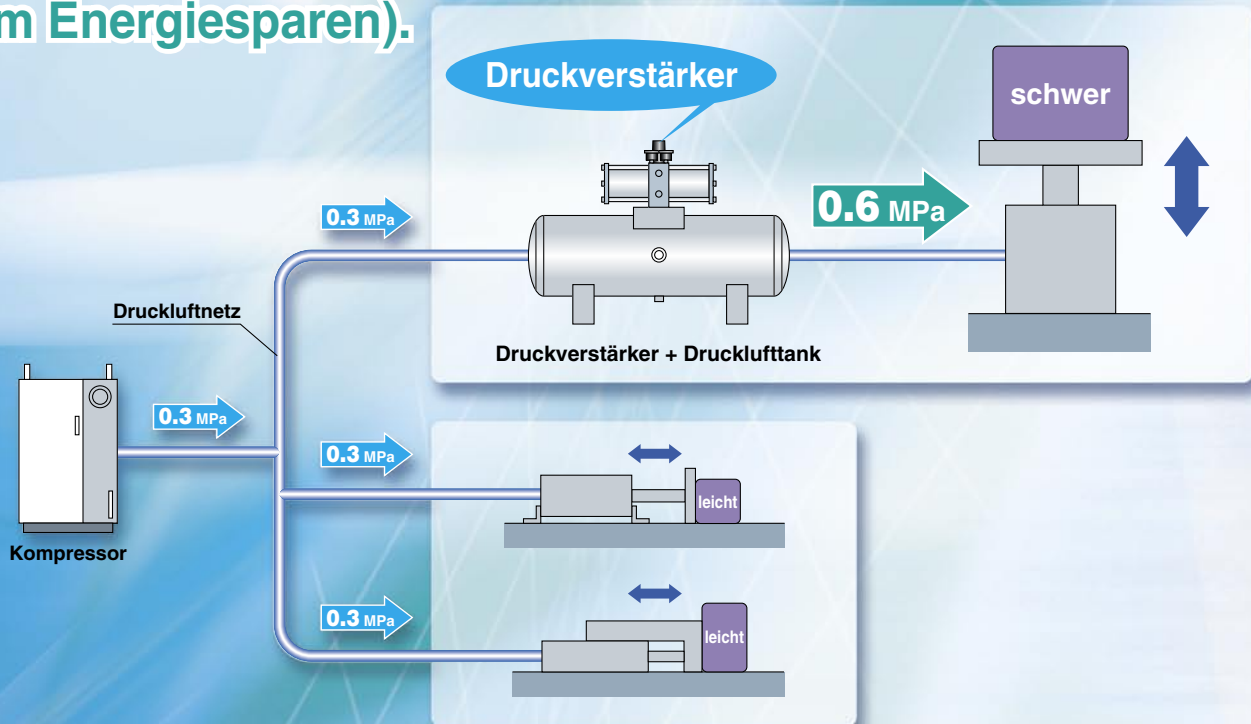 m Energiesparen).
Druckverstärker
schwer
0.3 MPa
0.6 MPa
Druckluftnetz
Druckverstärker + Drucklufttank
0.3 MPa
0.3 MPa
leicht
Kompressor
0.3 MPa
leicht